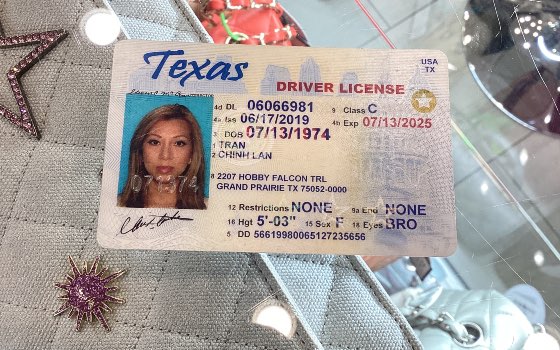 Texas
USA
TX
DRIVER LICENSE
4d DL 06066981
9 Class C
4a Iss 06/17/2019
4b Exp 07/13/2025
3 DOB 07/13/1974
1 TRAN
2 CHINH LAN
8 2207 HOBBY FALCON TRL
GRAND PRAIRIE TX 75052-0000
12 Restrictions NONE
9a End NONE
16 Hgt 5'-03"
15 Sex F
18 Eyes BRO
5 DD 56619980065127235656